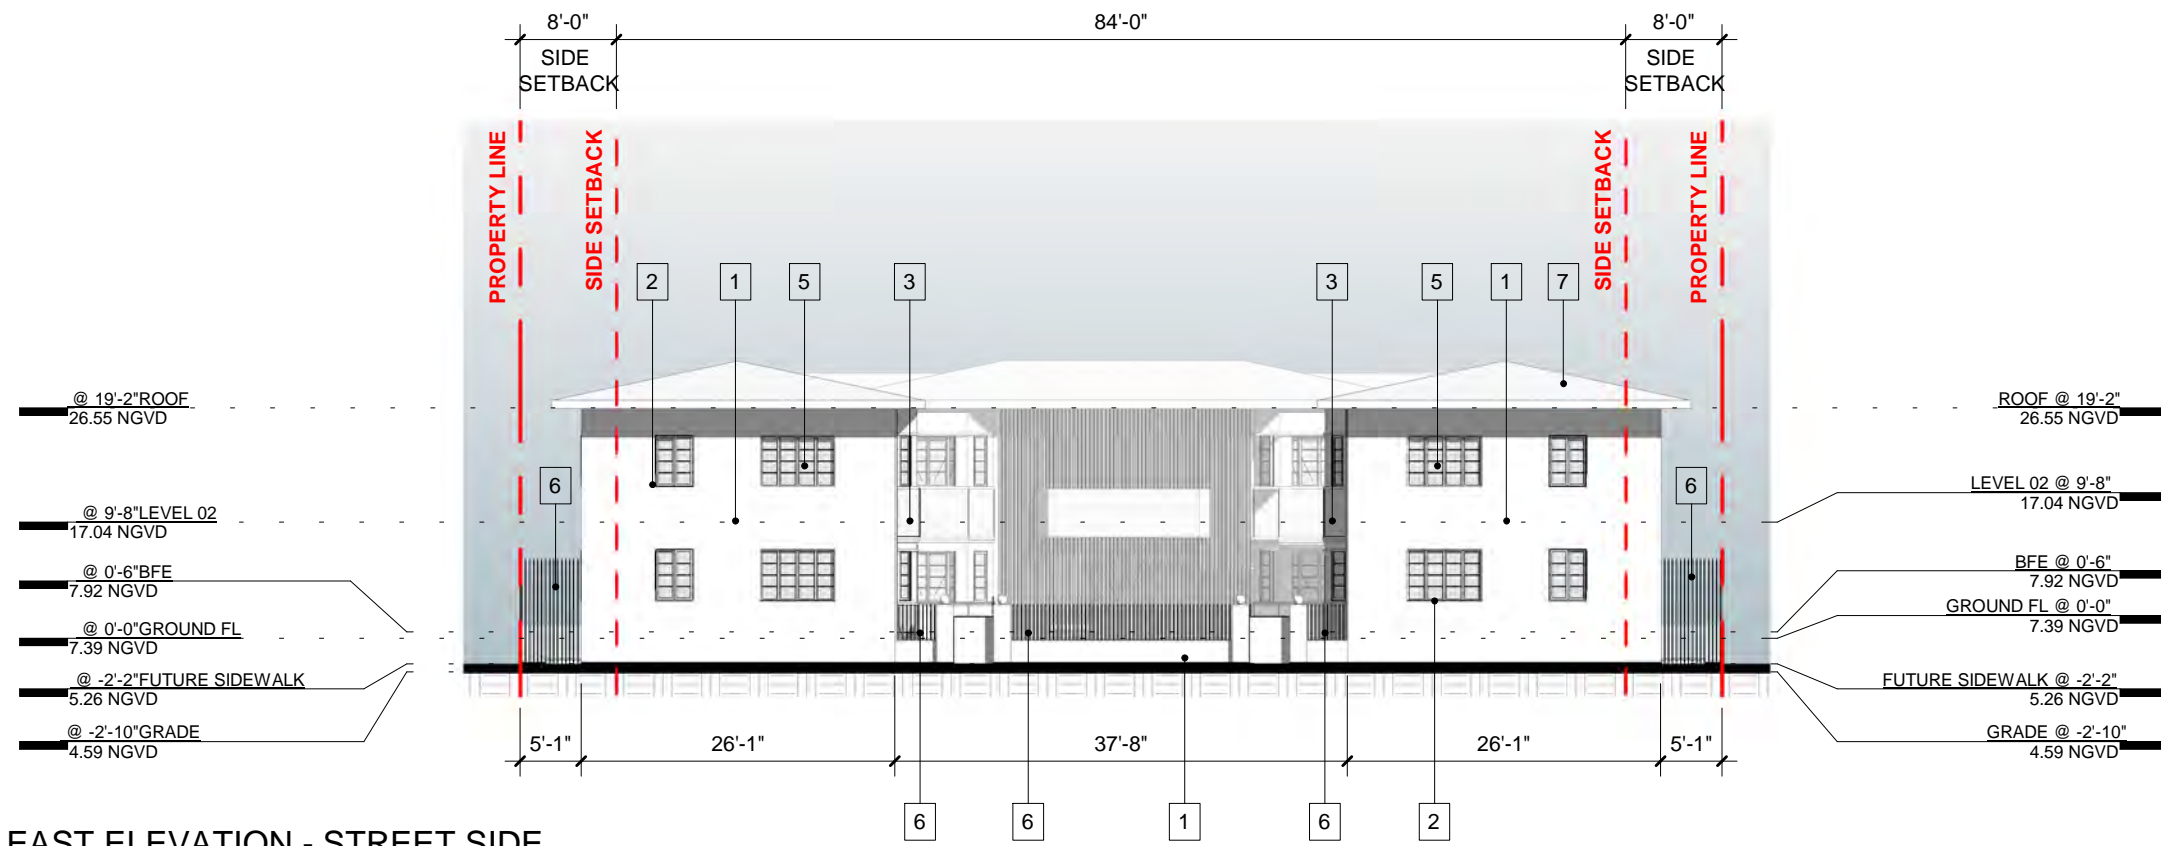 8'-0"
84'-0"
8'-0"
SIDE
SETBACK
SIDE
SETBACK
PROPERTY LINE
SIDE SETBACK
SIDE SETBACK
PROPERTY LINE
2
1
5
3
3
5
1
7
@ 19'-2"ROOF
26.55 NGVD
ROOF @ 19'-2"
26.55 NGVD
6
6
@ 9'-8"LEVEL 02
17.04 NGVD
LEVEL 02 @ 9'-8"
17.04 NGVD
@ 0'-6"BFE
7.92 NGVD
BFE @ 0'-6"
7.92 NGVD
@ 0'-0"GROUND FL
7.39 NGVD
GROUND FL @ 0'-0"
7.39 NGVD
@ -2'-2"FUTURE SIDEWALK
5.26 NGVD
FUTURE SIDEWALK @ -2'-2"
5.26 NGVD
@ -2'-10"GRADE
4.59 NGVD
GRADE @ -2'-10"
4.59 NGVD
5'-1"
26'-1"
37'-8"
26'-1"
5'-1"
6
6
1
6
2
EAST ELEVATION - STREET SIDE